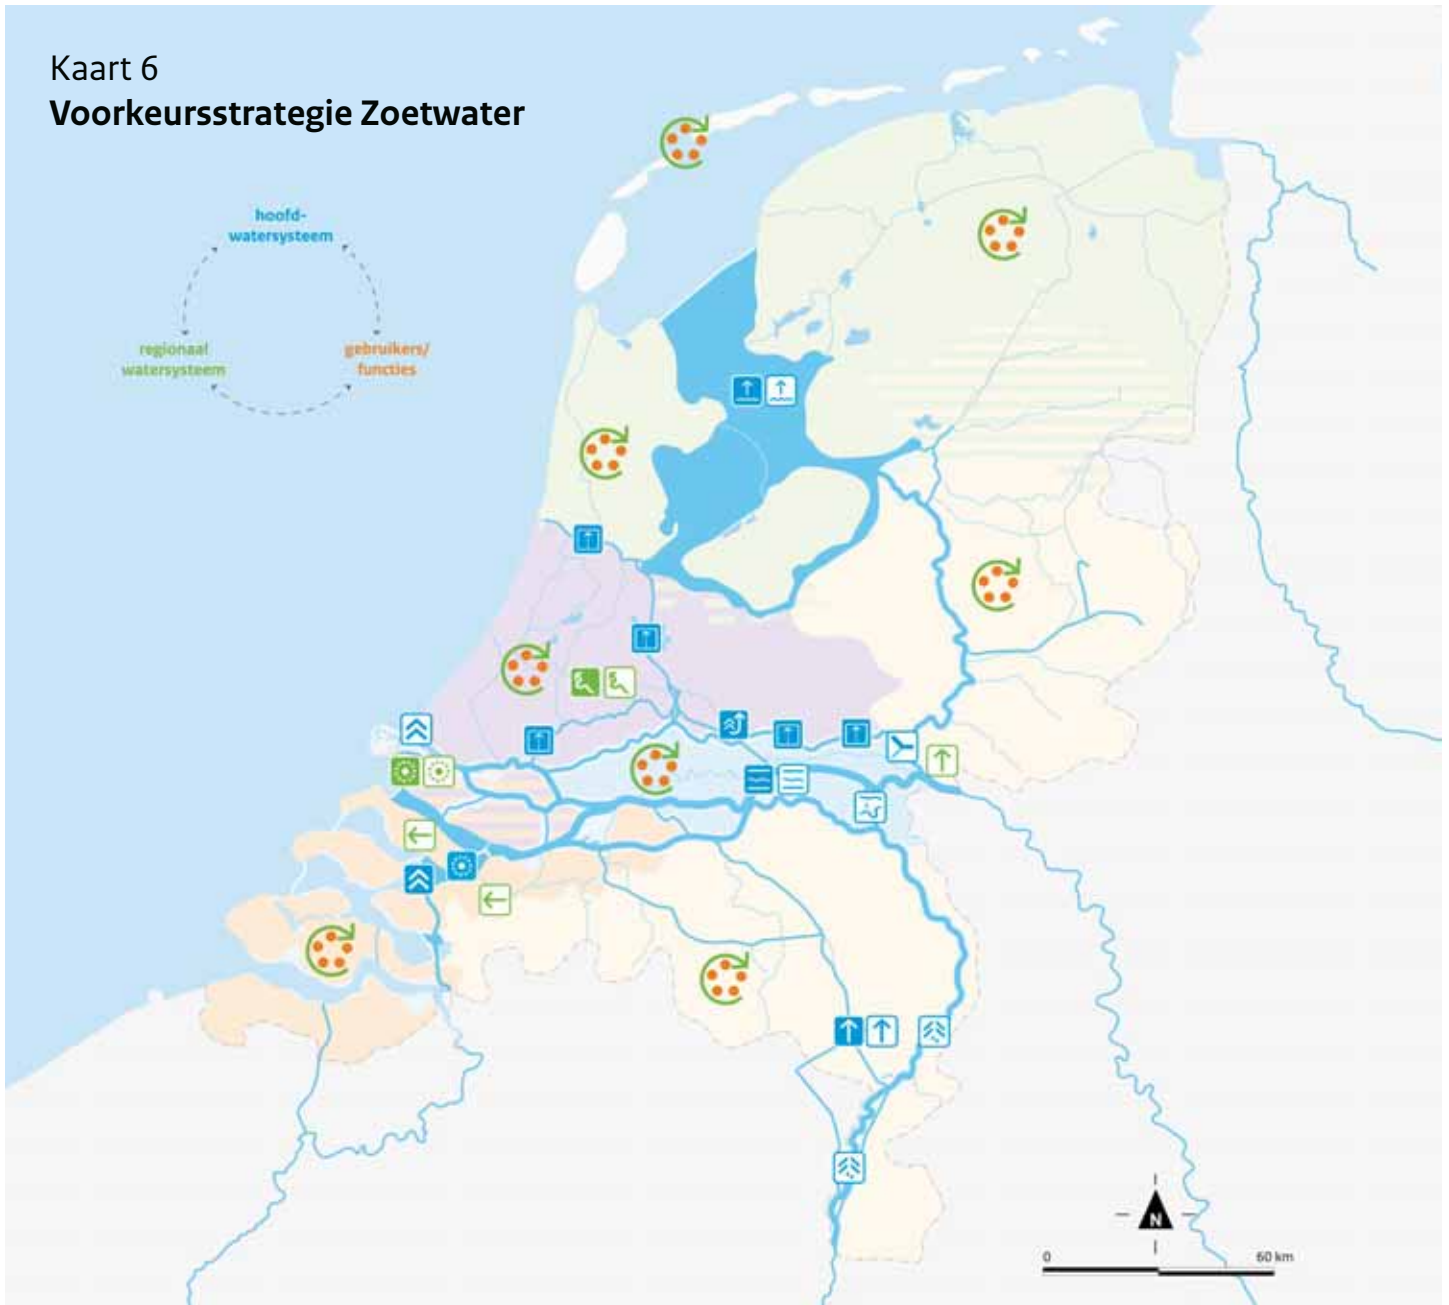 Kaart 6
Voorkeursstrategie Zoetwater
hoofd-
watersysteem
regionaal
watersysteem
gebruikers/
functies
N
0
60 km